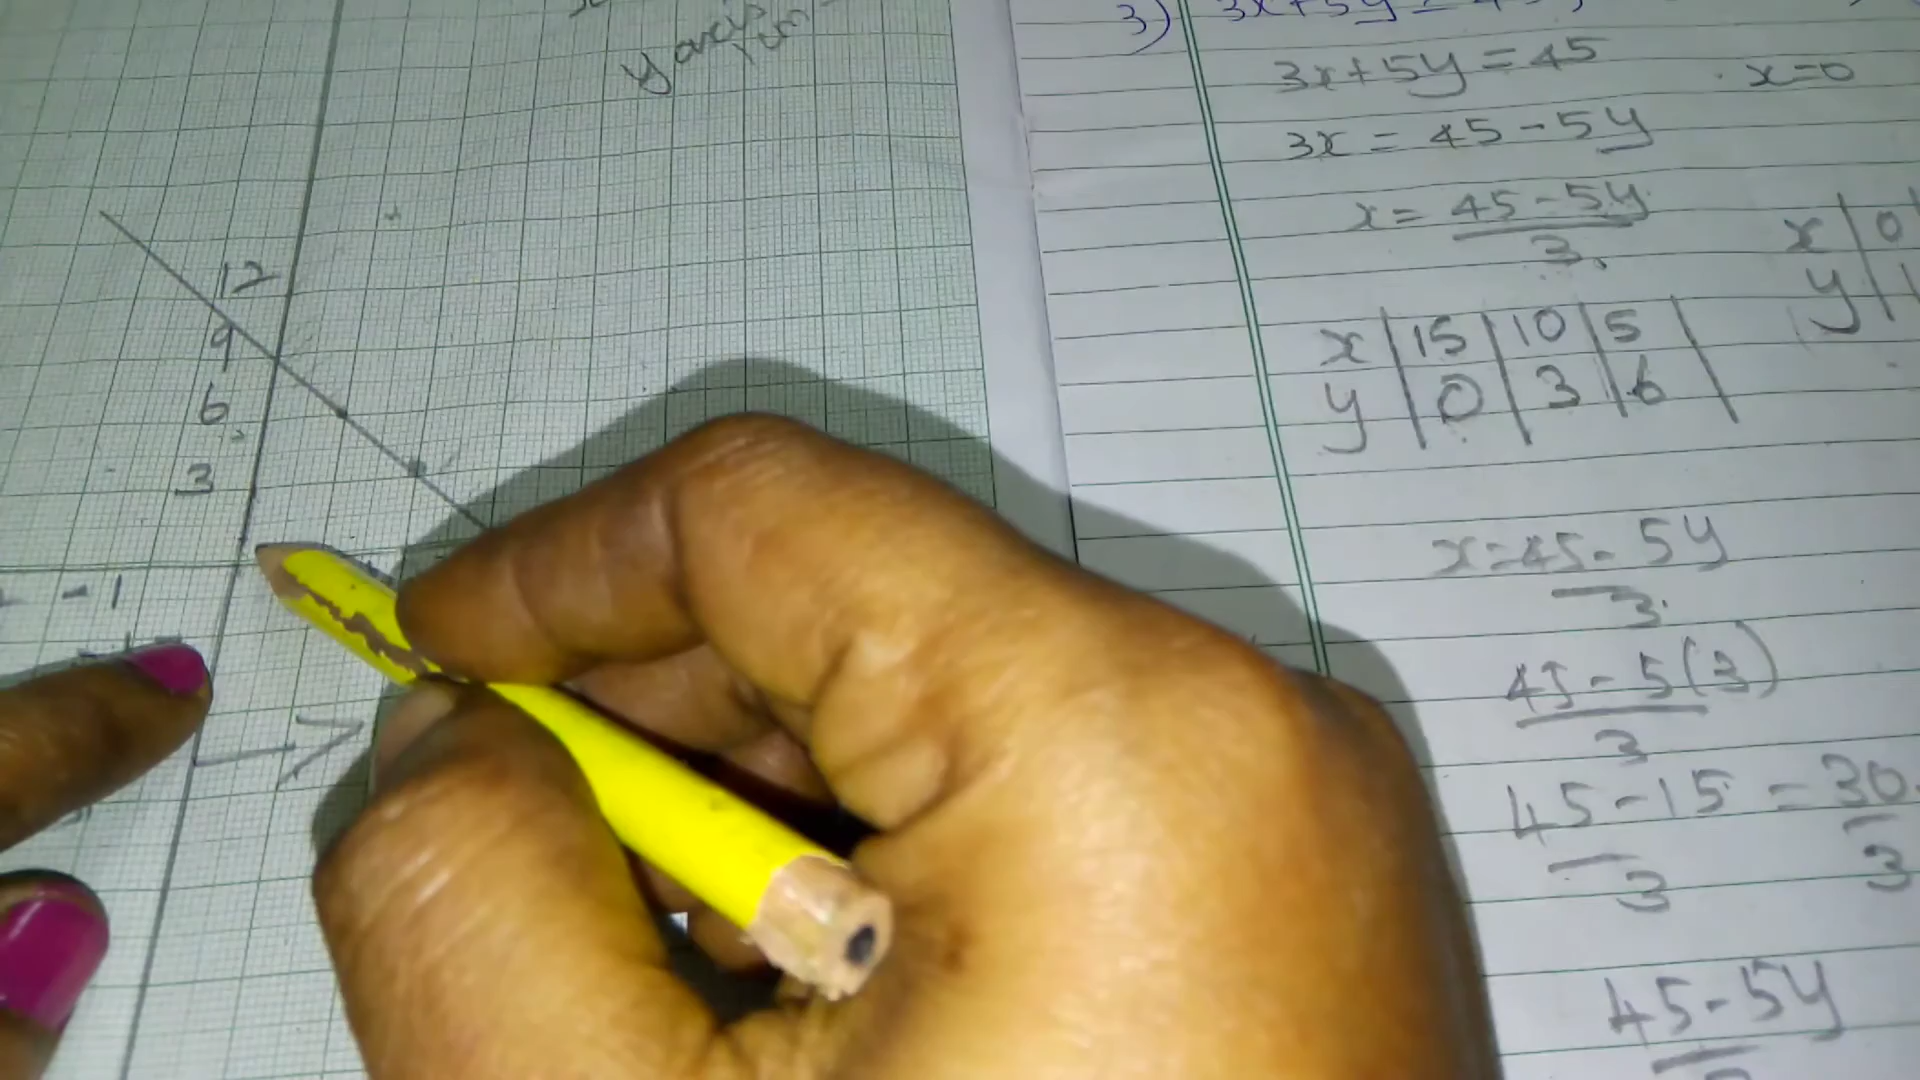 y axis
12
9
6
3
-1
3)
3x+5y=45
3x = 45-5y
x = 45-5y
3
x=0
x | 15 | 10 | 5
y | 0 | 3 | 6
x | 0
y | 1
x=45-5y
3
45-5(3)
3
45-15 = 30
3 3
45-5y